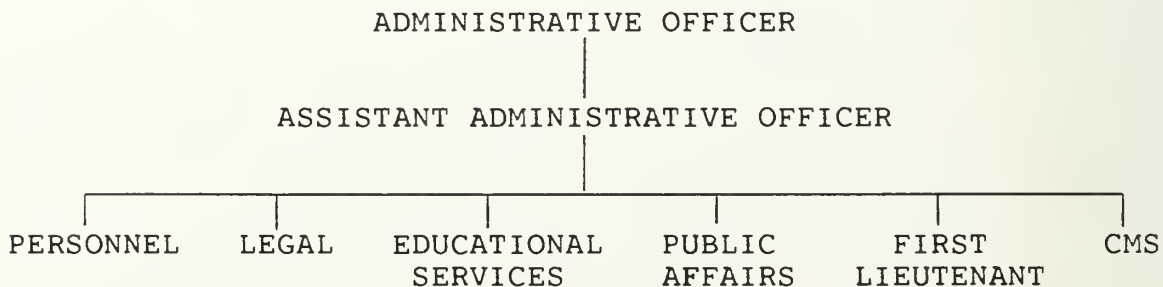 ADMINISTRATIVE OFFICER
ASSISTANT ADMINISTRATIVE OFFICER
PERSONNEL LEGAL EDUCATIONAL SERVICES PUBLIC AFFAIRS FIRST LIEUTENANT CMS